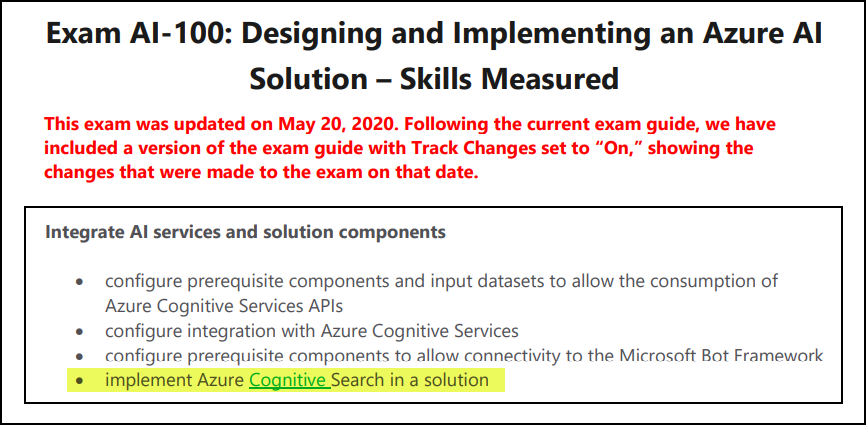 Exam AI-100: Designing and Implementing an Azure AI
Solution – Skills Measured
This exam was updated on May 20, 2020. Following the current exam guide, we have
included a version of the exam guide with Track Changes set to “On,” showing the
changes that were made to the exam on that date.
Integrate AI services and solution components
• configure prerequisite components and input datasets to allow the consumption of
Azure Cognitive Services APIs
• configure integration with Azure Cognitive Services
• configure prerequisite components to allow connectivity to the Microsoft Bot Framework
• implement Azure Cognitive Search in a solution